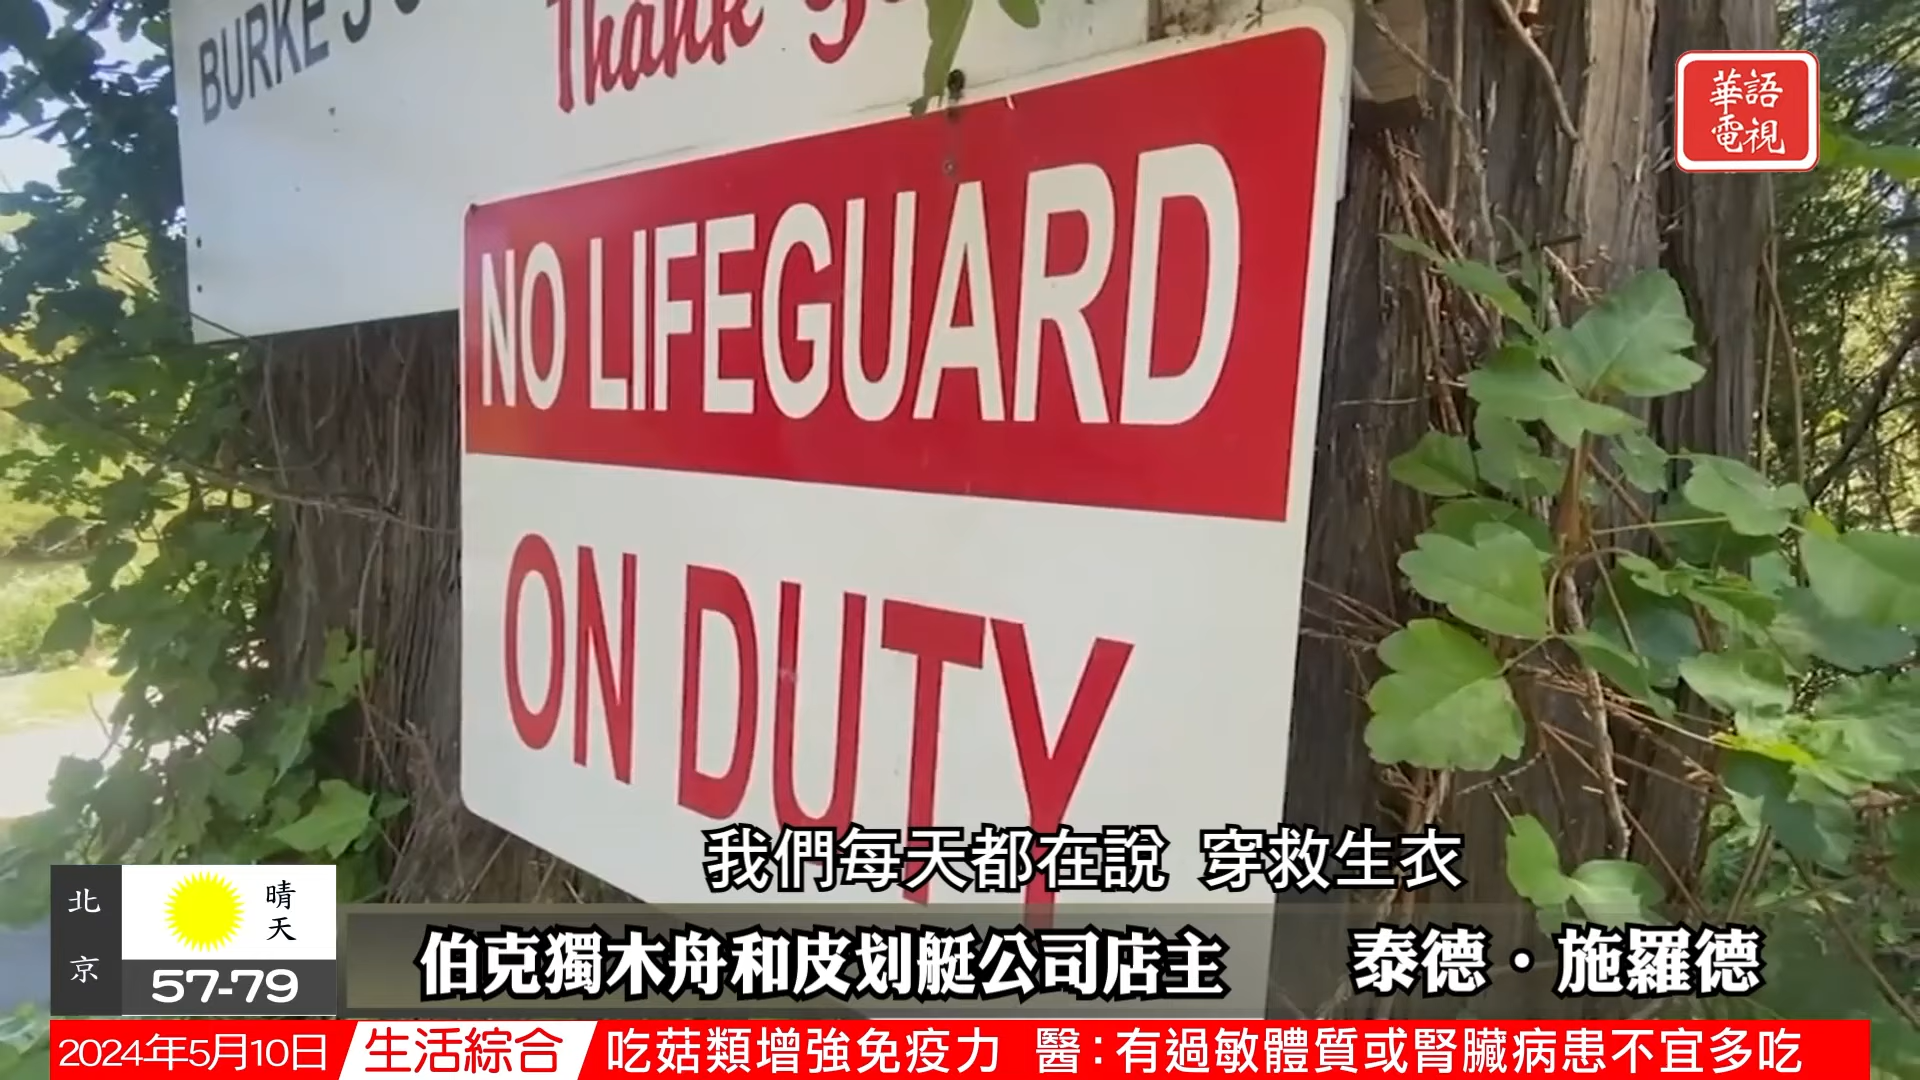 BURKE'S
Thank
華語
電視
NO LIFEGUARD
ON DUTY
我們每天都在說 穿救生衣
北京
晴天
57-79
伯克獨木舟和皮划艇公司店主 泰德·施羅德
2024年5月10日 生活綜合 吃菇類增強免疫力 醫:有過敏體質或腎臟病患不宜多吃